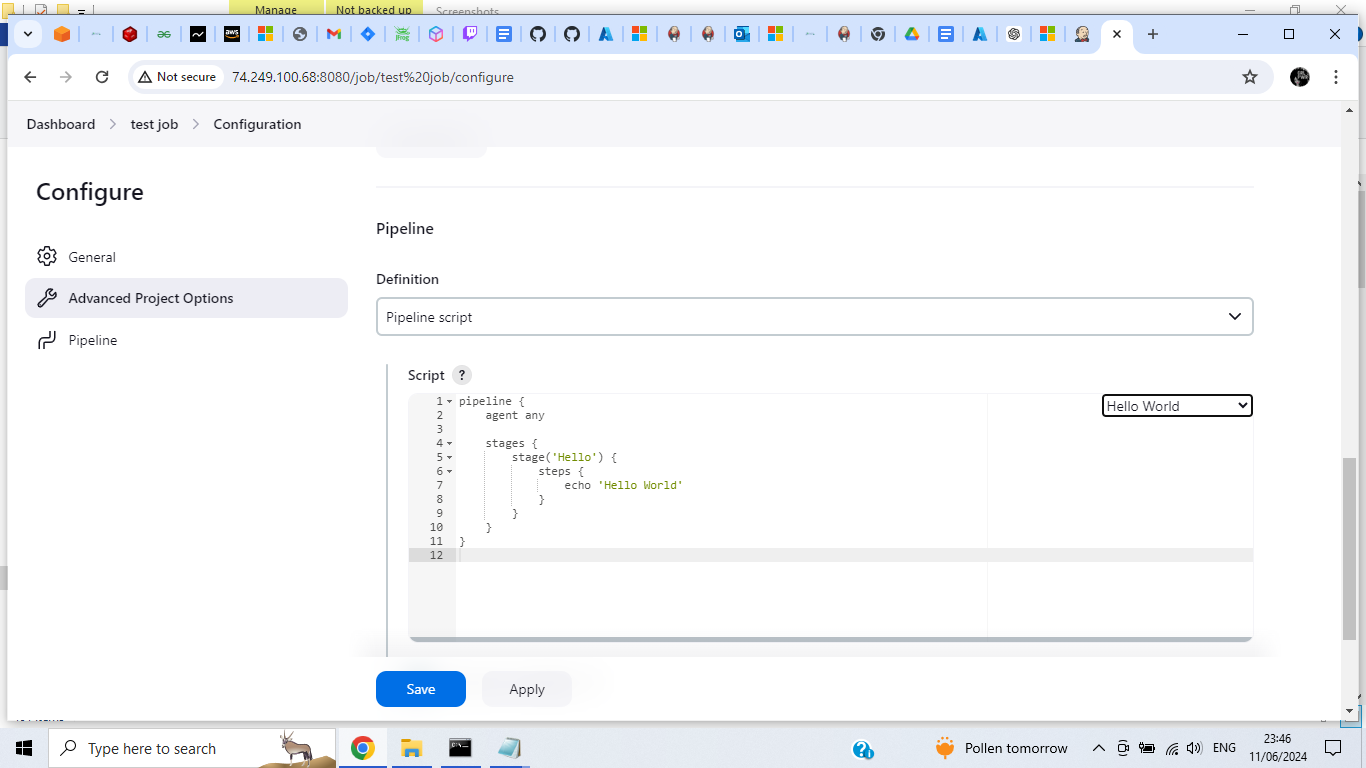 Manage
Not backed up
Screenshots
aws
Not secure
74.249.100.68:8080/job/test%20job/configure
Dashboard
test job
Configuration
Configure
General
Advanced Project Options
Pipeline
Pipeline
Definition
Pipeline script
Script ?
Hello World
1 pipeline {
2 agent any
3
4 stages {
5 stage('Hello') {
6 steps {
7 echo 'Hello World'
8 }
9 }
10 }
11 }
12
Save
Apply
Type here to search
Pollen tomorrow
ENG
23:46
11/06/2024